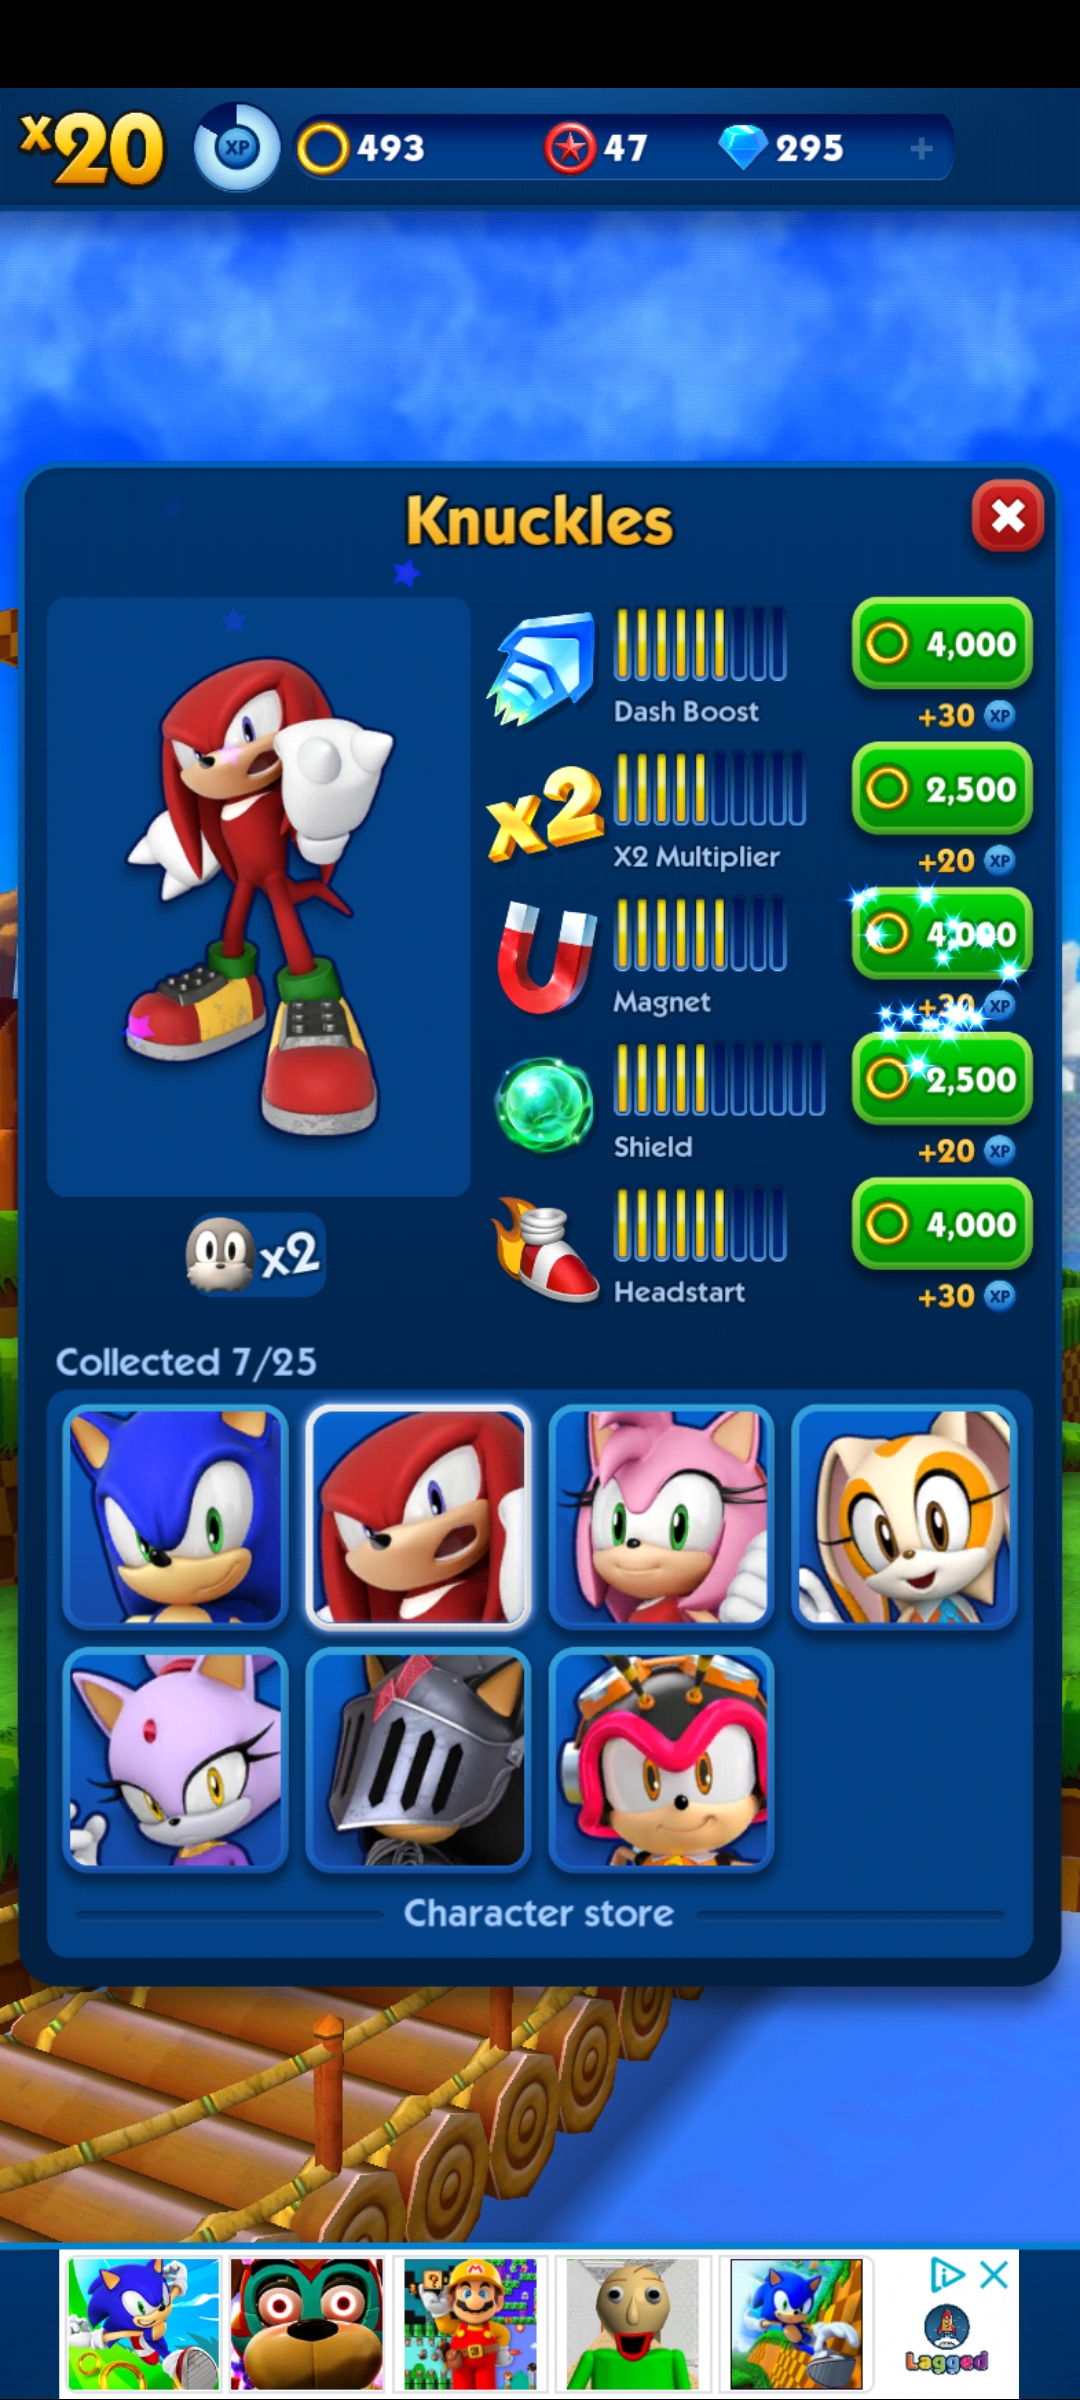 x20 XP 493 47 295 +
Knuckles
4,000
Dash Boost
+30 XP
x2
2,500
X2 Multiplier
+20 XP
4,000
Magnet
+30 XP
2,500
Shield
+20 XP
x2
4,000
Headstart
+30 XP
Collected 7/25
Character store
Lagged